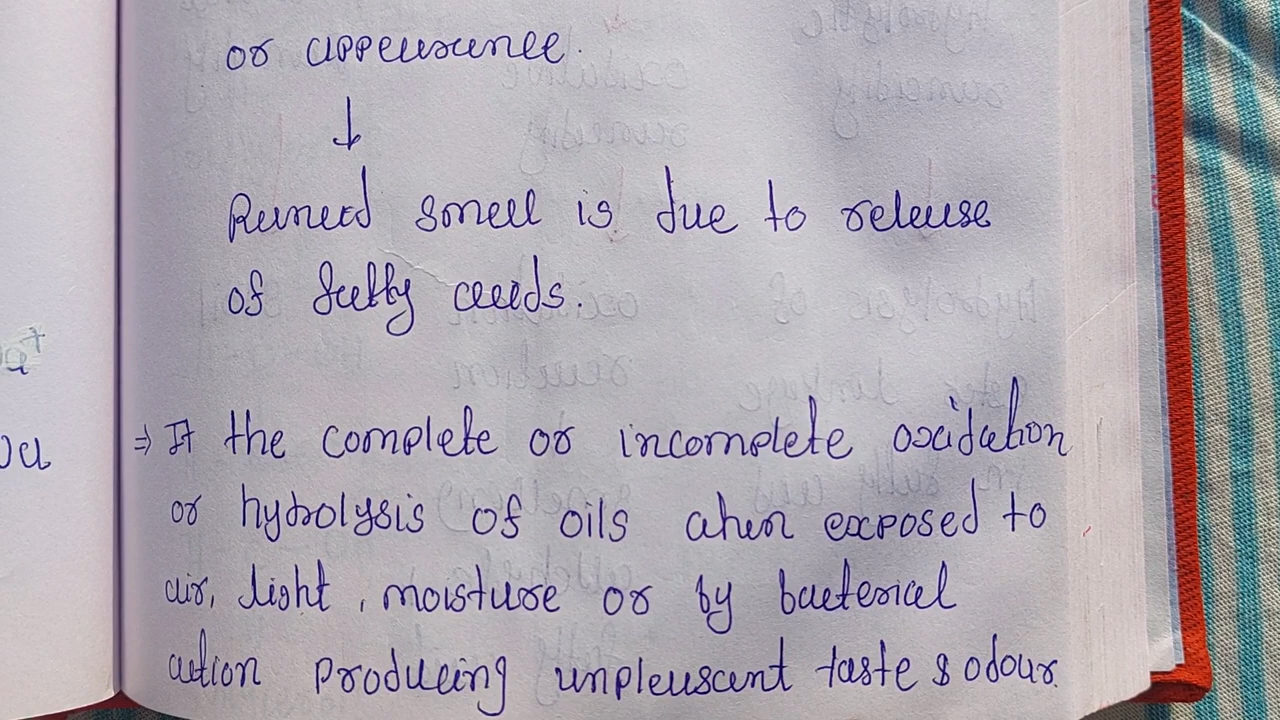 or appearance.
↓
Rancid smell is due to release
of fatty acids.
a+
⇒ It the complete or incomplete oxidation
or hydrolysis of oils when exposed to
air, light, moisture or by bacterial
action producing unpleasant taste & odour.